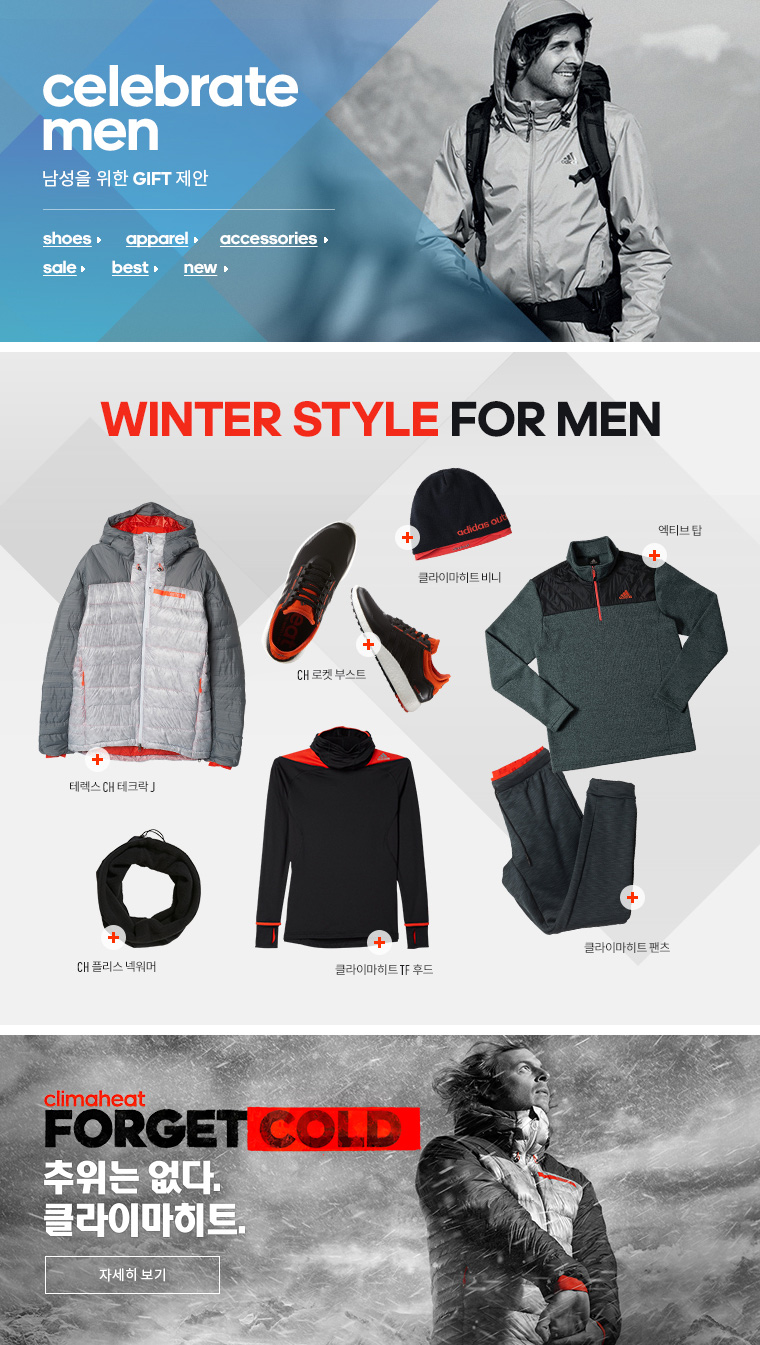 celebrate
men
남성을 위한 GIFT 제안
shoes apparel accessories
sale best new
WINTER STYLE FOR MEN
adidas out
클라이마히트 비니
엑티브 탑
CH 로켓 부스트
테렉스 CH 테크락 J
CH 플리스 넥워머
클라이마히트 TF 후드
클라이마히트 팬츠
climaheat
FORGET COLD
추위는 없다.
클라이마히트.
자세히 보기